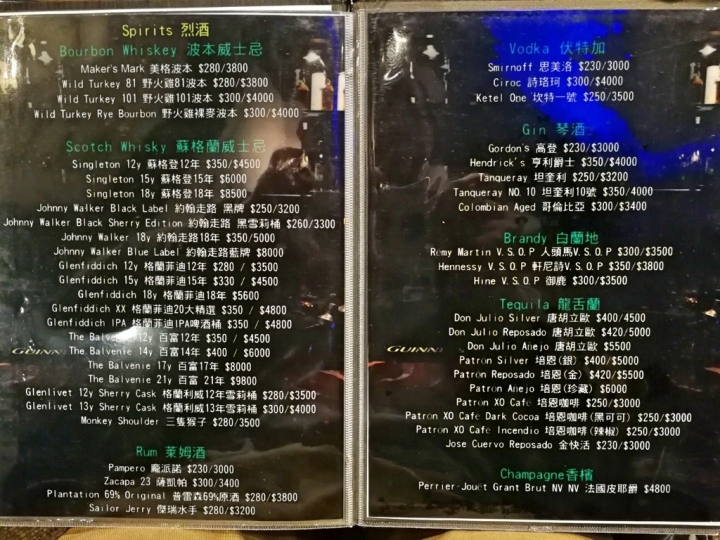 Spirits 烈酒
Bourbon Whiskey 波本威士忌
Maker's Mark 美格波本 $280/3800
Wild Turkey 81 野火雞81波本 $280/$3800
Wild Turkey 101 野火雞101波本 $300/$4000
Wild Turkey Rye Bourbon 野火雞裸麥波本 $300/$4000
Scotch Whisky 蘇格蘭威士忌
Singleton 12y 蘇格登12年 $350/$4500
Singleton 15y 蘇格登15年 $6000
Singleton 18y 蘇格登18年 $8500
Johnny Walker Black Label 約翰走路 黑牌 $250/3200
Johnny Walker Black Sherry Edition 約翰走路 黑雪莉桶 $260/3300
Johnny Walker 18y 約翰走路18年 $350/5000
Johnny Walker Blue Label 約翰走路藍牌 $8000
Glenfiddich 12y 格蘭菲迪12年 $280 / $3500
Glenfiddich 15y 格蘭菲迪15年 $330 / $4500
Glenfiddich 18y 格蘭菲迪18年 $5600
Glenfiddich XX 格蘭菲迪20大精選 $350 / $4800
Glenfiddich IPA 格蘭菲迪IPA啤酒桶 $350 / $4800
The Balvenie 12y 百富12年 $350 / $4500
The Balvenie 14y 百富14年 $400 / $6000
The Balvenie 17y 百富17年 $8000
The Balvenie 21y 百富 21年 $9800
Glenlivet 12y Sherry Cask 格蘭利威12年雪莉桶 $280/$3500
Glenlivet 13y Sherry Cask 格蘭利威13年雪莉桶 $300/$4000
Monkey Shoulder 三隻猴子 $280/3500
Rum 萊姆酒
Pampero 龐派諾 $230/3000
Zacapa 23 薩凱帕 $300/3400
Plantation 69% Original 普雷森69%原酒 $280/$3800
Sailor Jerry 傑瑞水手 $280/$3200
Vodka 伏特加
Smirnoff 思美洛 $230/3000
Ciroc 詩珞珂 $300/$4000
Ketel One 坎特一號 $250/3500
Gin 琴酒
Gordon's 高登 $230/$3000
Hendrick's 亨利爵士 $350/4000
Tanqueray 坦奎利 $250/$3200
Tanqueray NO.10 坦奎利10號 $350/4000
Colombian Aged 哥倫比亞 $300/$3400
Brandy 白蘭地
Remy Martin V.S.O.P 人頭馬V.S.O.P $300/$3500
Hennessy V.S.O.P 軒尼詩V.S.O.P $350/$3800
Hine V.S.O.P 御鹿 $300/$3500
Tequila 龍舌蘭
Don Julio Silver 唐胡立歐 $400/4500
Don Julio Reposado 唐胡立歐 $420/5000
Don Julio Anejo 唐胡立歐 $5500
Patron Silver 培恩(銀) $400/$5000
Patron Reposado 培恩(金) $420/$5500
Patron Anejo 培恩(珍藏) $6000
Patron XO Cafe 培恩咖啡 $250/$3000
Patron XO Cafe Dark Cocoa 培恩咖啡(黑可可) $250/$3000
Patron XO Cafe Incendio 培恩咖啡(辣椒) $250/$3000
Jose Cuervo Reposado 金快活 $230/$3000
Champagne香檳
Perrier-Jouët Grant Brut NV NV 法國皮耶爵 $4800